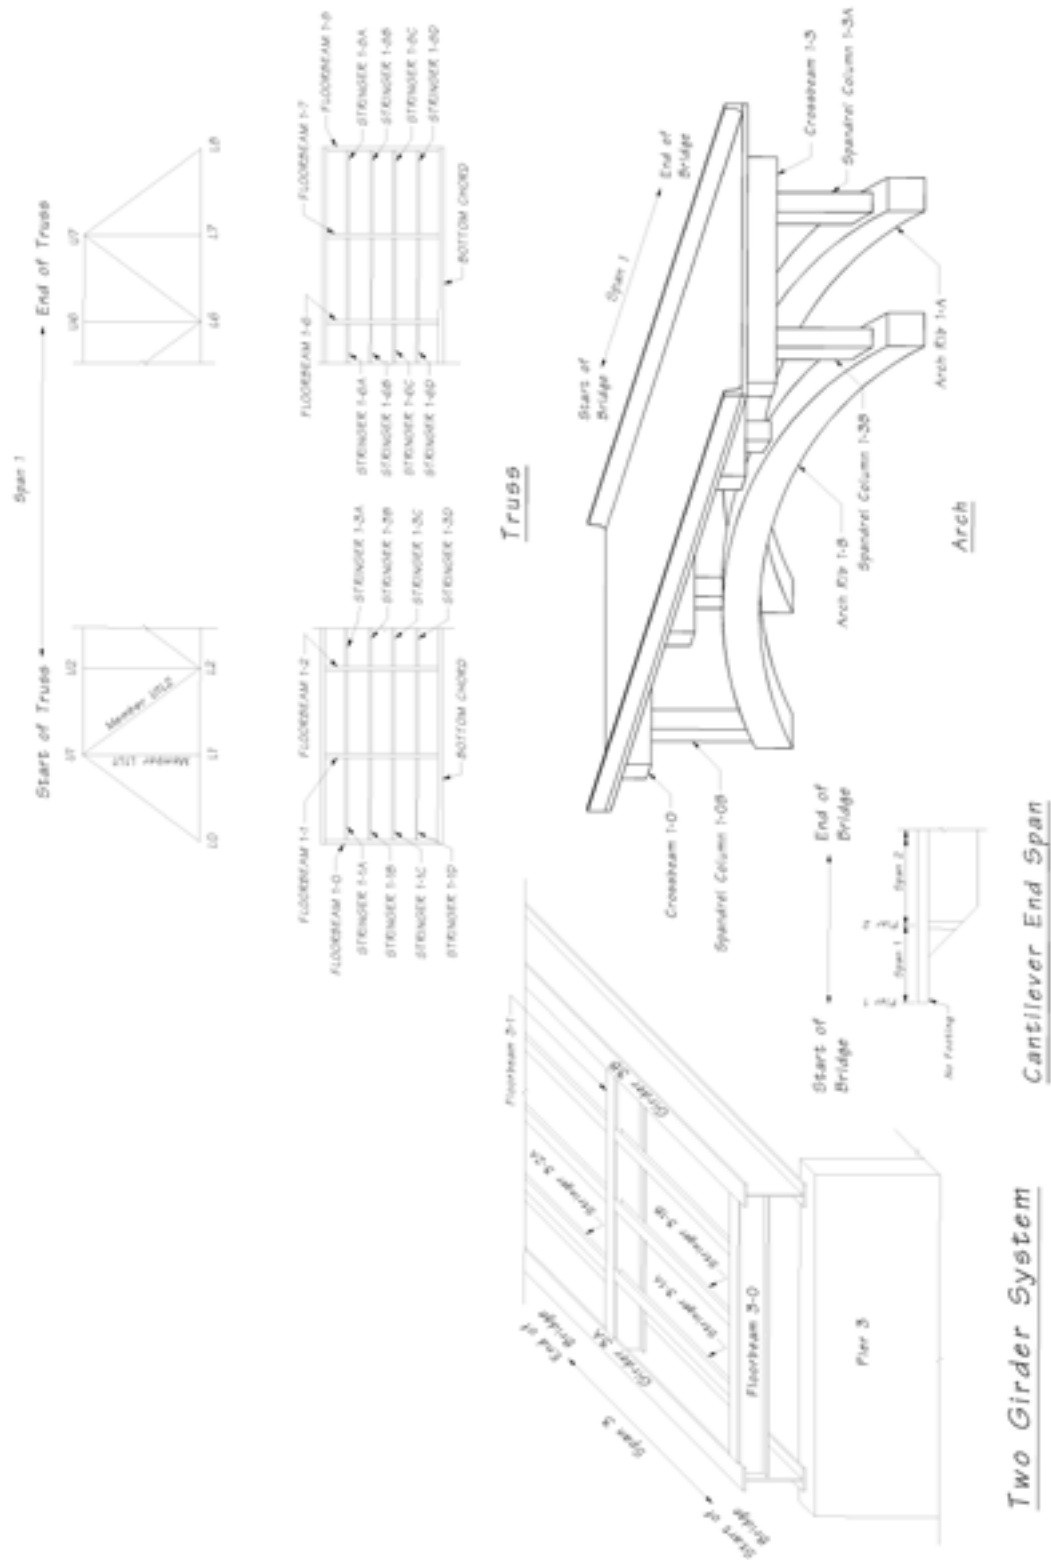 Span 1
Start of Truss
End of Truss
U1
U2
U6
U7
Member L1U1
Member U1L2
L0
L1
L2
L6
L7
L8
FLOORBEAM 1-0
FLOORBEAM 1-1
FLOORBEAM 1-2
FLOORBEAM 1-6
FLOORBEAM 1-7
FLOORBEAM 1-8
STRINGER 1-1A
STRINGER 1-1B
STRINGER 1-1C
STRINGER 1-1D
STRINGER 1-3A
STRINGER 1-3B
STRINGER 1-3C
STRINGER 1-3D
BOTTOM CHORD
STRINGER 1-6A
STRINGER 1-6B
STRINGER 1-6C
STRINGER 1-6D
STRINGER 1-8A
STRINGER 1-8B
STRINGER 1-8C
STRINGER 1-8D
BOTTOM CHORD
Truss
Floorbeam 3-1
Girder 3B
Stringer 3-2A
Stringer 3-1B
Stringer 3-1A
Girder 3A
Floorbeam 3-0
Pier 3
End of
Bridge
Span 3
Start of
Bridge
Two Girder System
Start of
Bridge
Span 1
End of
Bridge
Crossbeam 1-0
Spandrel Column 1-0B
Arch Rib 1-B
Spandrel Column 1-3B
Arch Rib 1-A
Crossbeam 1-3
Spandrel Column 1-3A
Arch
Start of
Bridge
End of
Bridge
Span 1
Span 2
No Footing
Cantilever End Span